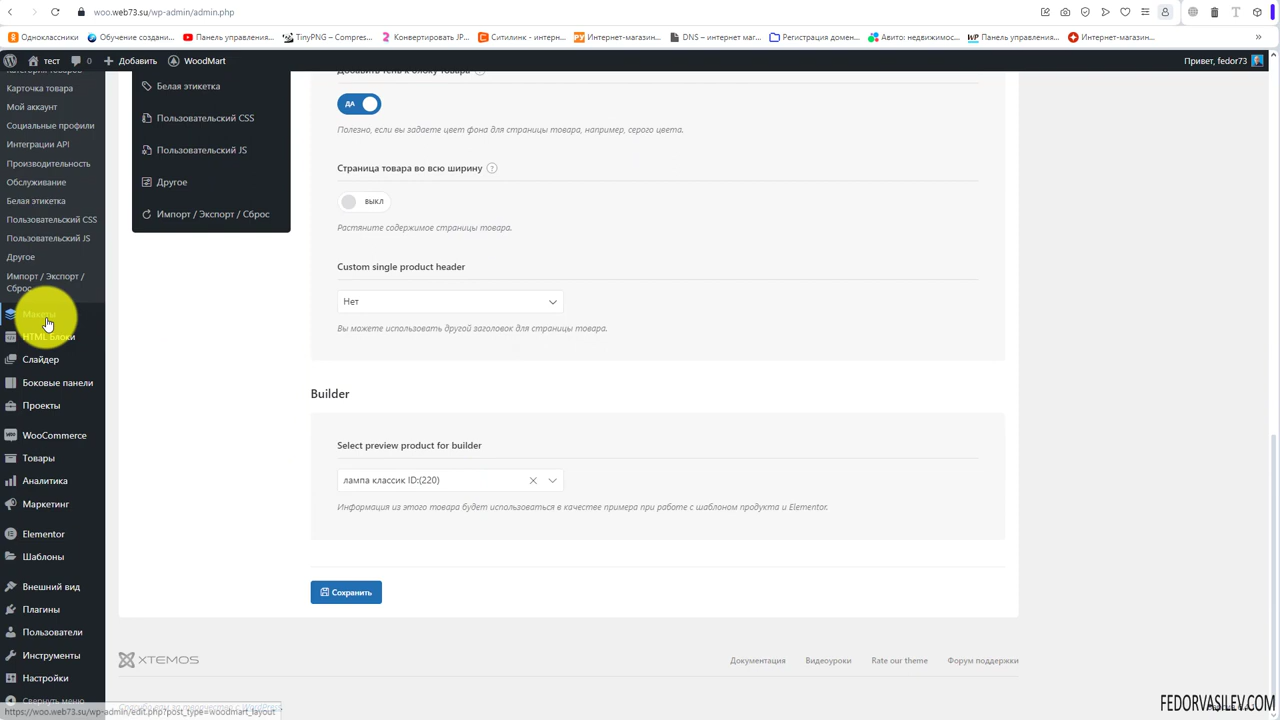 woo.web73.su/wp-admin/admin.php
Одноклассники
Обучение создани...
Панель управления...
TinyPNG – Compres...
Конвертировать JP...
Ситилинк - интерн...
Интернет-магазин...
DNS – интернет маг...
Регистрация домен...
Авито: недвижимос...
Панель управления...
Интернет-магазин...
тест
0
Добавить
WoodMart
Привет, fedor73
Категория товаров
Карточка товара
Мой аккаунт
Социальные профили
Интеграции API
Производительность
Обслуживание
Белая этикетка
Пользовательский CSS
Пользовательский JS
Другое
Импорт / Экспорт /
Сброс
Макеты
HTML Блоки
Слайдер
Боковые панели
Проекты
WooCommerce
Товары
Аналитика
Маркетинг
Elementor
Шаблоны
Внешний вид
Плагины
Пользователи
Инструменты
Настройки
Свернуть меню
Белая этикетка
Пользовательский CSS
Пользовательский JS
Другое
Импорт / Экспорт / Сброс
Добавить тень к блоку товара
ДА
Полезно, если вы задаете цвет фона для страницы товара, например, серого цвета.
Страница товара во всю ширину
ВЫКЛ
Растяните содержимое страницы товара.
Custom single product header
Нет
Вы можете использовать другой заголовок для страницы товара.
Builder
Select preview product for builder
лампа классик ID:(220)
Информация из этого товара будет использоваться в качестве примера при работе с шаблоном продукта и Elementor.
Сохранить
XTEMOS
Документация
Видеоуроки
Rate our theme
Форум поддержки
https://woo.web73.su/wp-admin/edit.php?post_type=woodmart_layout
FEDORVASILEV.COM